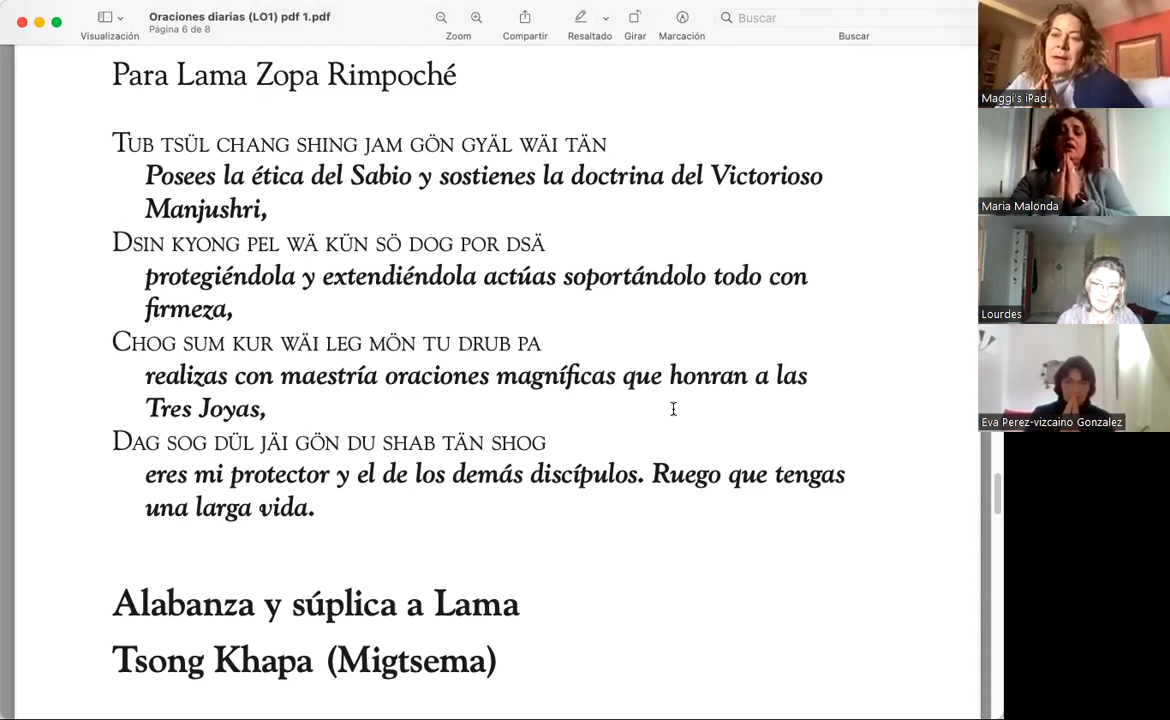 Oraciones diarias (LO1) pdf 1.pdf
Página 6 de 8
Visualización
Zoom
Compartir
Resaltado
Girar
Marcación
Buscar
Buscar
Para Lama Zopa Rimpoché
TUB TSÜL CHANG SHING JAM GÖN GYÄL WÄI TÄN
Posees la ética del Sabio y sostienes la doctrina del Victorioso
Manjushri,
DSIN KYONG PEL WÄ KÜN SÖ DOG POR DSÄ
protegiéndola y extendiéndola actúas soportándolo todo con
firmeza,
CHOG SUM KUR WÄI LEG MÖN TU DRUB PA
realizas con maestría oraciones magníficas que honran a las
Tres Joyas,
DAG SOG DÜL JÄI GÖN DU SHAB TÄN SHOG
eres mi protector y el de los demás discípulos. Ruego que tengas
una larga vida.
Alabanza y súplica a Lama
Tsong Khapa (Migtsema)
Maggi's iPad
Maria Malonda
Lourdes
Eva Perez-vizcaino Gonzalez